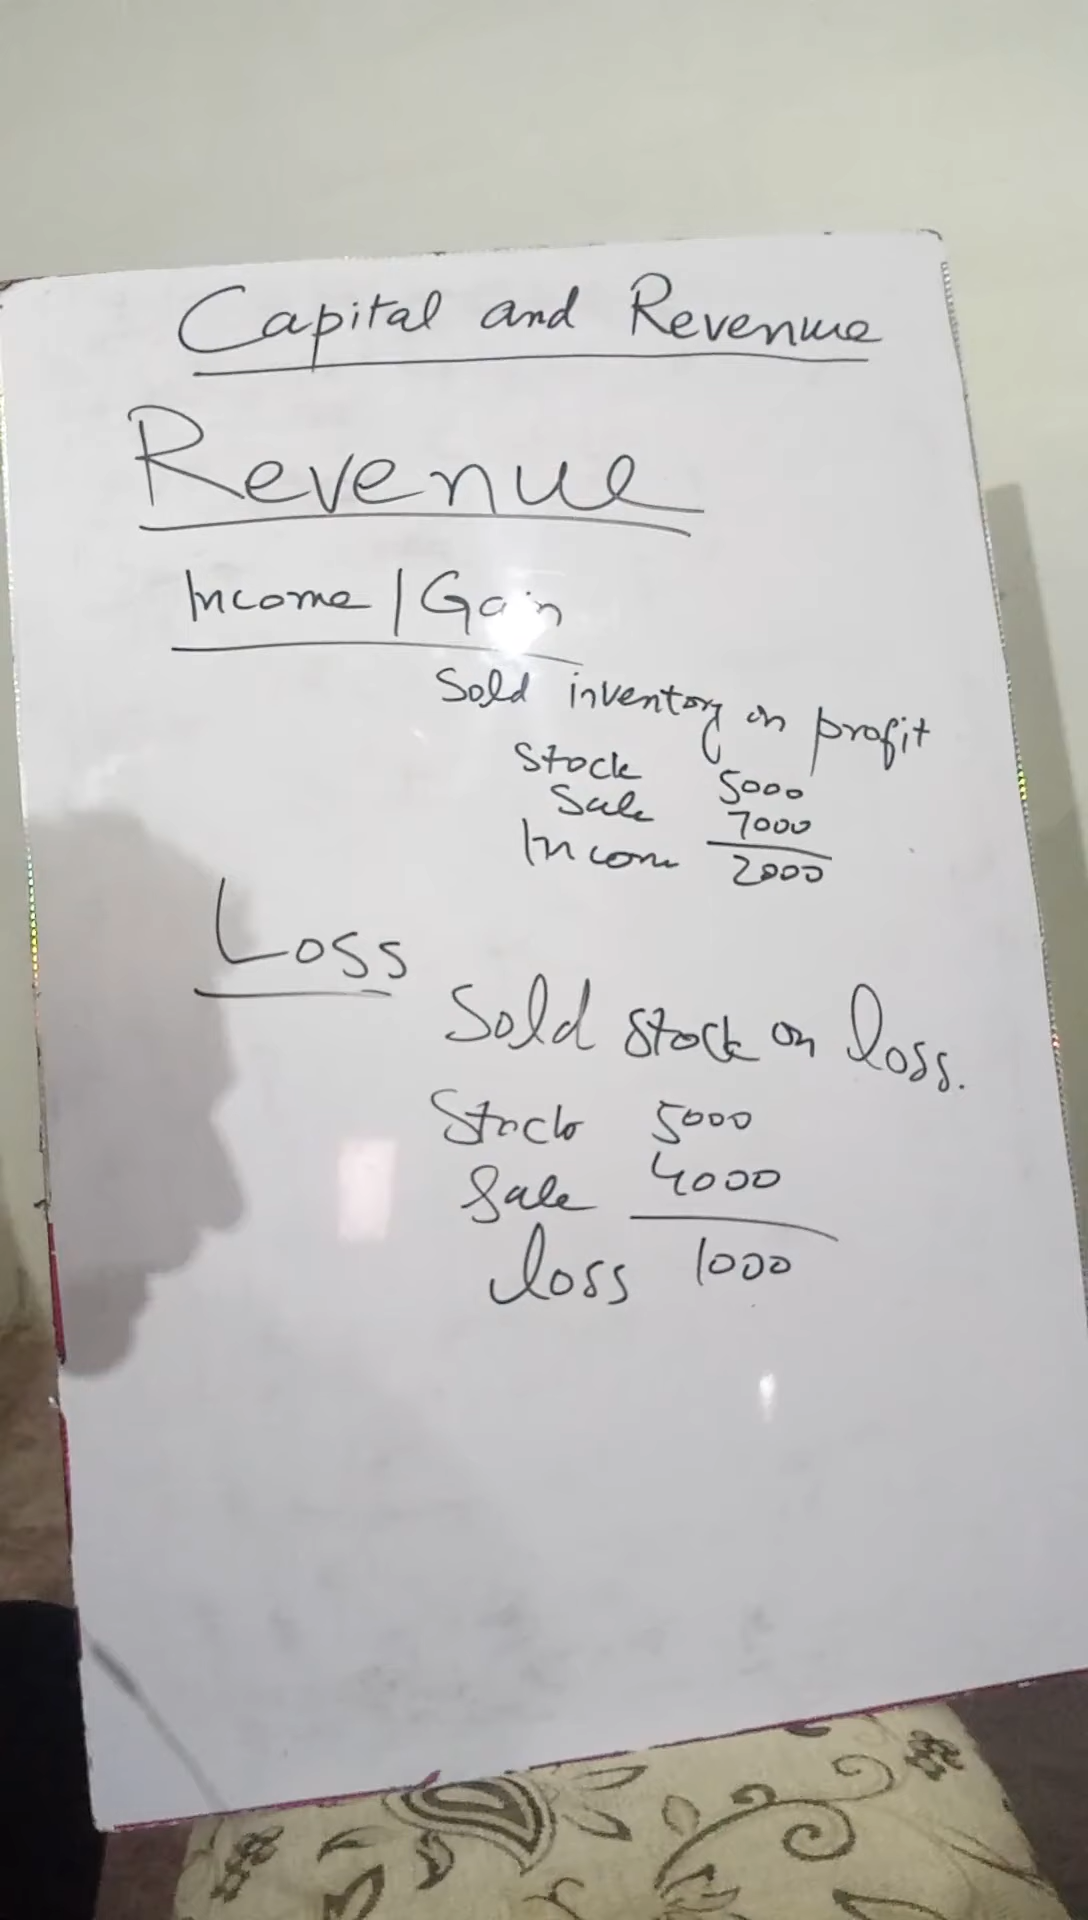 Capital and Revenue
Revenue
Income / Gain
Sold inventory on profit
Stock 5000
Sale 7000
Income 2000
Loss
Sold stock on loss.
Stock 5000
Sale 4000
loss 1000